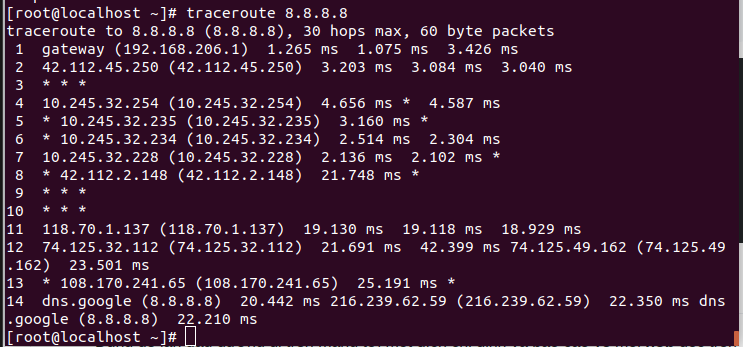 [root@localhost ~]# traceroute 8.8.8.8
traceroute to 8.8.8.8 (8.8.8.8), 30 hops max, 60 byte packets
 1  gateway (192.168.206.1)  1.265 ms  1.075 ms  3.426 ms
 2  42.112.45.250 (42.112.45.250)  3.203 ms  3.084 ms  3.040 ms
 3  * * *
 4  10.245.32.254 (10.245.32.254)  4.656 ms *  4.587 ms
 5  * 10.245.32.235 (10.245.32.235)  3.160 ms *
 6  * 10.245.32.234 (10.245.32.234)  2.514 ms  2.304 ms
 7  10.245.32.228 (10.245.32.228)  2.136 ms  2.102 ms *
 8  * 42.112.2.148 (42.112.2.148)  21.748 ms *
 9  * * *
10  * * *
11  118.70.1.137 (118.70.1.137)  19.130 ms  19.118 ms  18.929 ms
12  74.125.32.112 (74.125.32.112)  21.691 ms  42.399 ms 74.125.49.162 (74.125.49
.162)  23.501 ms
13  * 108.170.241.65 (108.170.241.65)  25.191 ms *
14  dns.google (8.8.8.8)  20.442 ms 216.239.62.59 (216.239.62.59)  22.350 ms dns
.google (8.8.8.8)  22.210 ms
[root@localhost ~]#